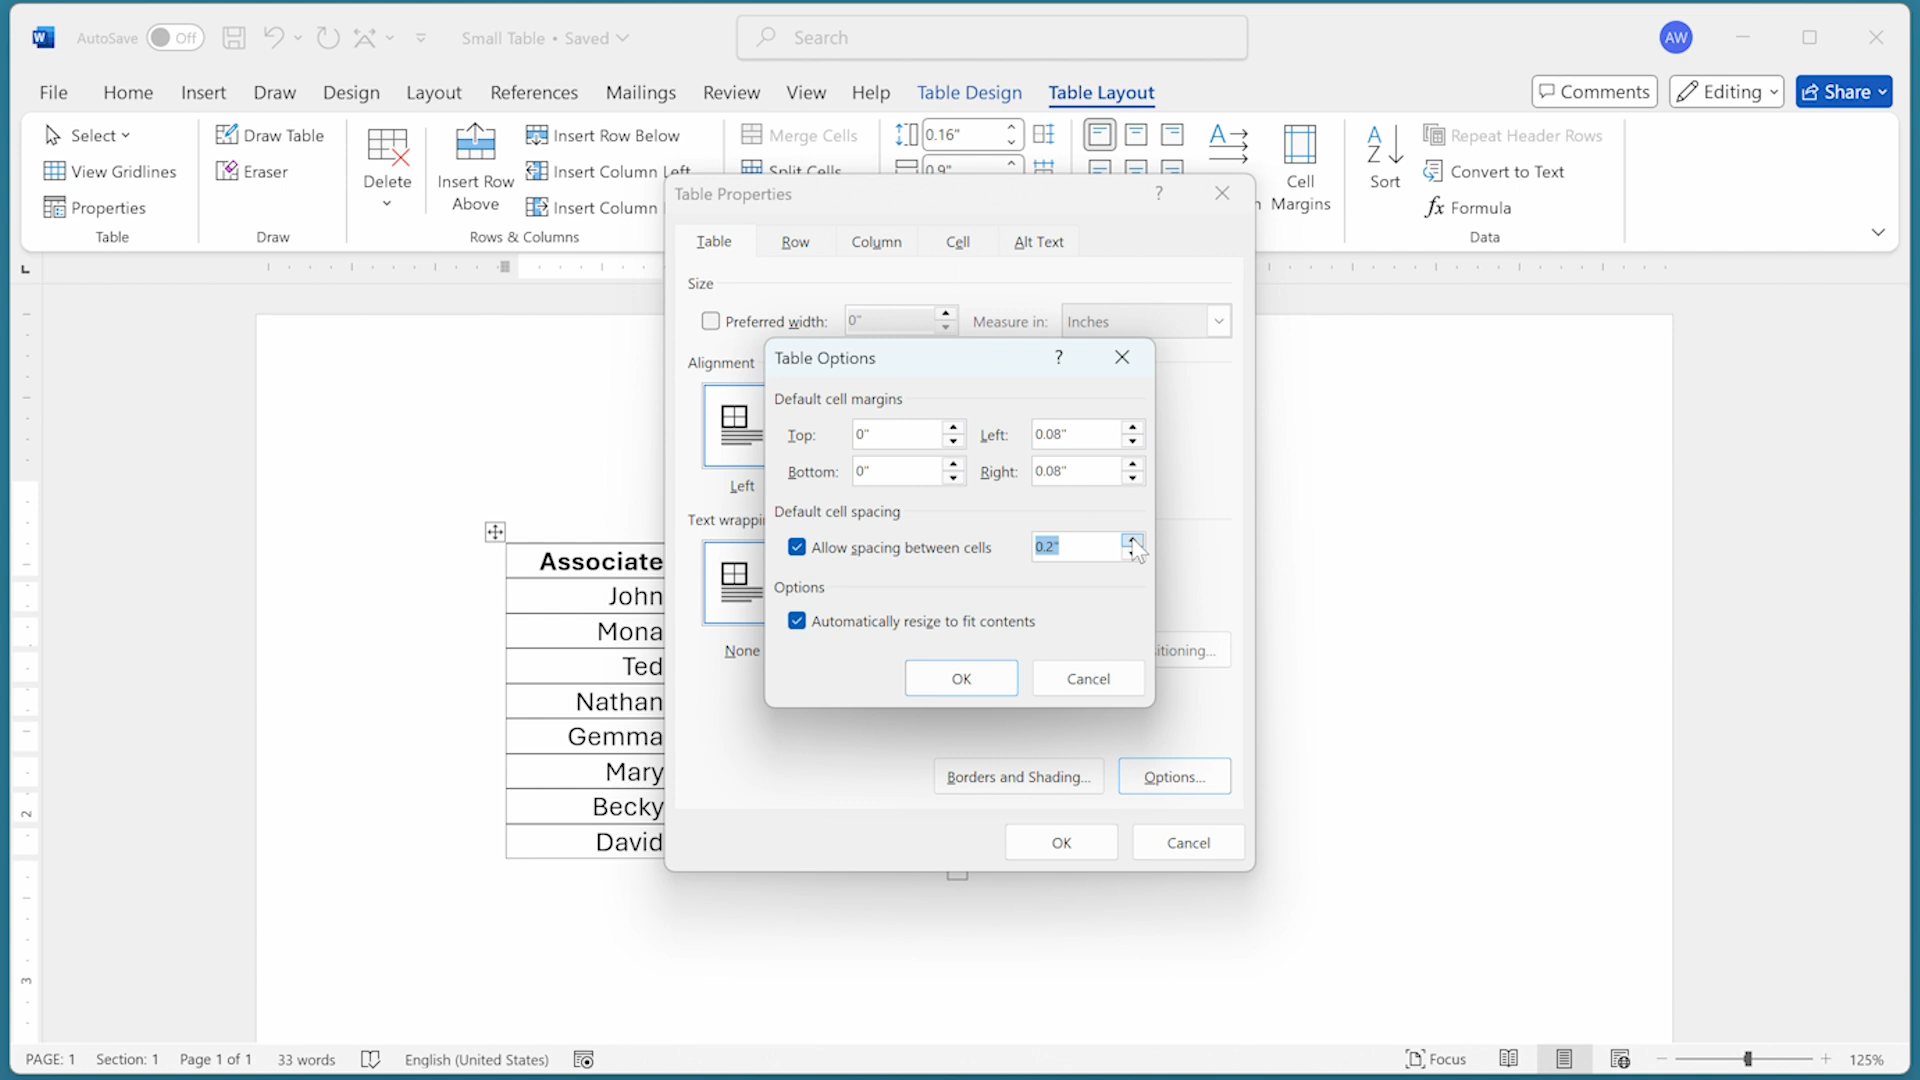 W
AutoSave Off Small Table • Saved
Search
AW
File Home Insert Draw Design Layout References Mailings Review View Help Table Design Table Layout
Comments Editing Share
Select
View Gridlines
Properties
Table
Draw Table
Eraser
Draw
Delete
Insert Row
Above
Insert Row Below
Insert Column Left
Insert Column
Rows & Columns
Merge Cells
Split Cells
0.16"
0.9"
A
Cell
Margins
A
Z
Sort
Repeat Header Rows
Convert to Text
fx Formula
Data
Table Properties ?
Table Row Column Cell Alt Text
Size
Preferred width: 0" Measure in: Inches
Alignment
Left
Text wrappi
None
itioning...
Borders and Shading... Options...
OK Cancel
Table Options ?
Default cell margins
Top: 0" Left: 0.08"
Bottom: 0" Right: 0.08"
Default cell spacing
Allow spacing between cells 0.2"
Options
Automatically resize to fit contents
OK Cancel
Associate
John
Mona
Ted
Nathan
Gemma
Mary
Becky
David
2
3
PAGE: 1 Section: 1 Page 1 of 1 33 words English (United States) Focus 125%